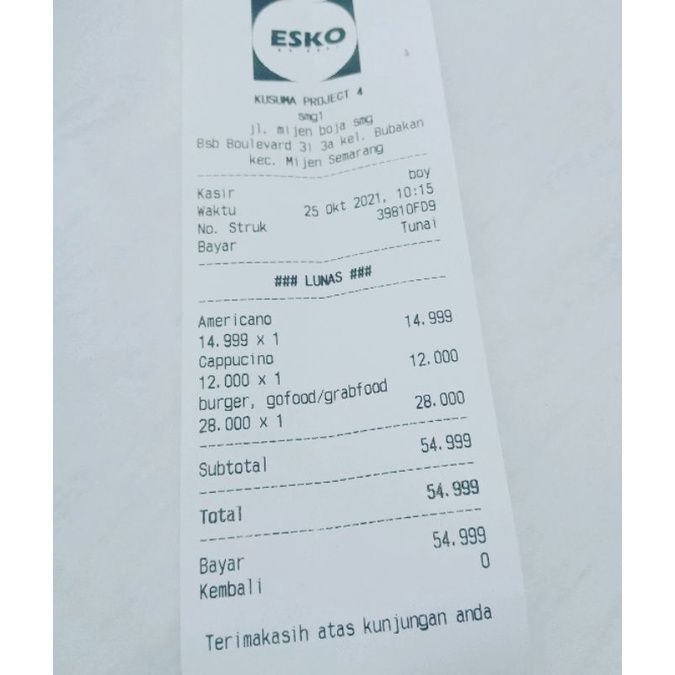 ESKO
KUSUMA PROJECT 4
smg1
jl. mijen boja smg
Bsb Boulevard 3i 3a kel. Bubakan
kec. Mijen Semarang
Kasir boy
Waktu 25 Okt 2021, 10:15
No. Struk 39810FD9
Bayar Tunai
### LUNAS ###
Americano
14.999 x 1 14.999
Cappucino
12.000 x 1 12.000
burger, gofood/grabfood
28.000 x 1 28.000
Subtotal 54.999
Total 54.999
Bayar 54.999
Kembali 0
Terimakasih atas kunjungan anda